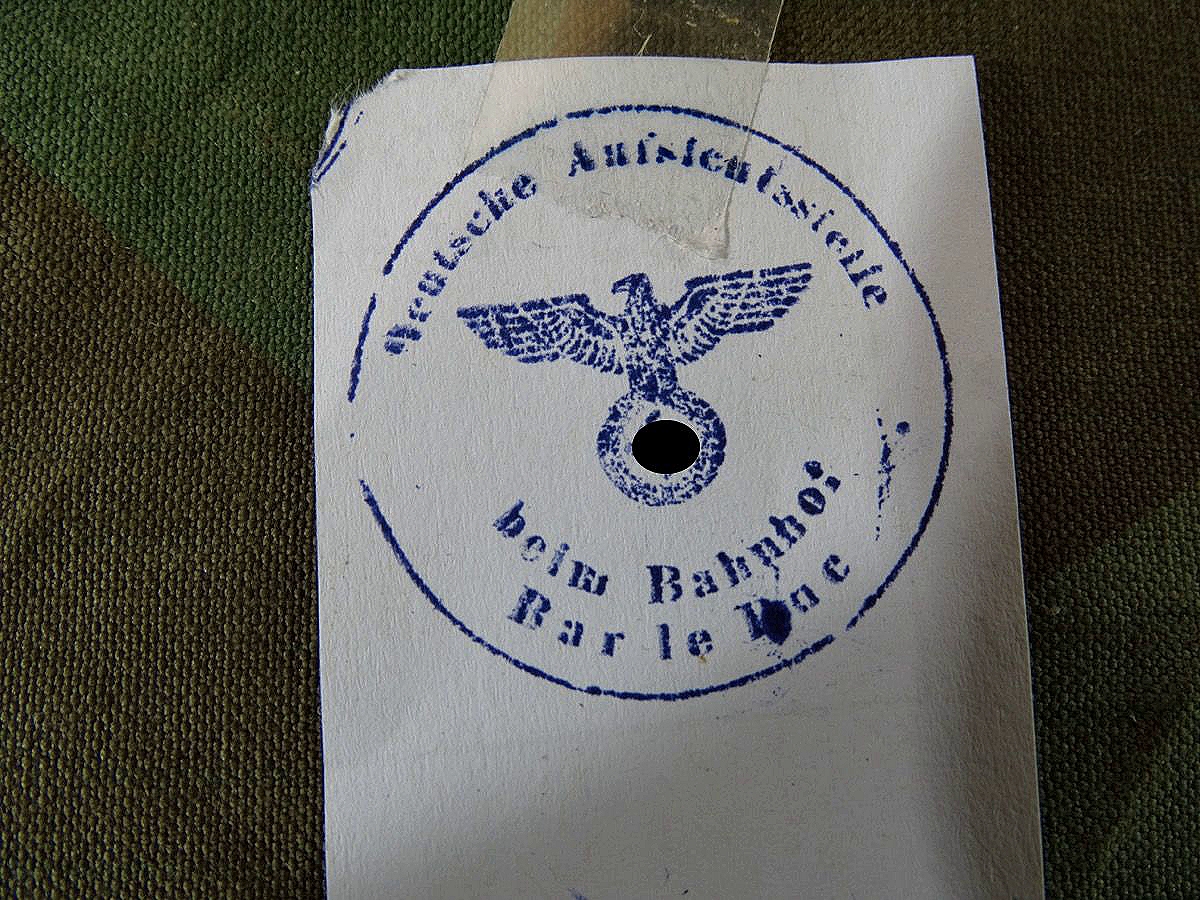 Deutsche Aufsichtsstelle
beim Bahnhof
Bar le Duc